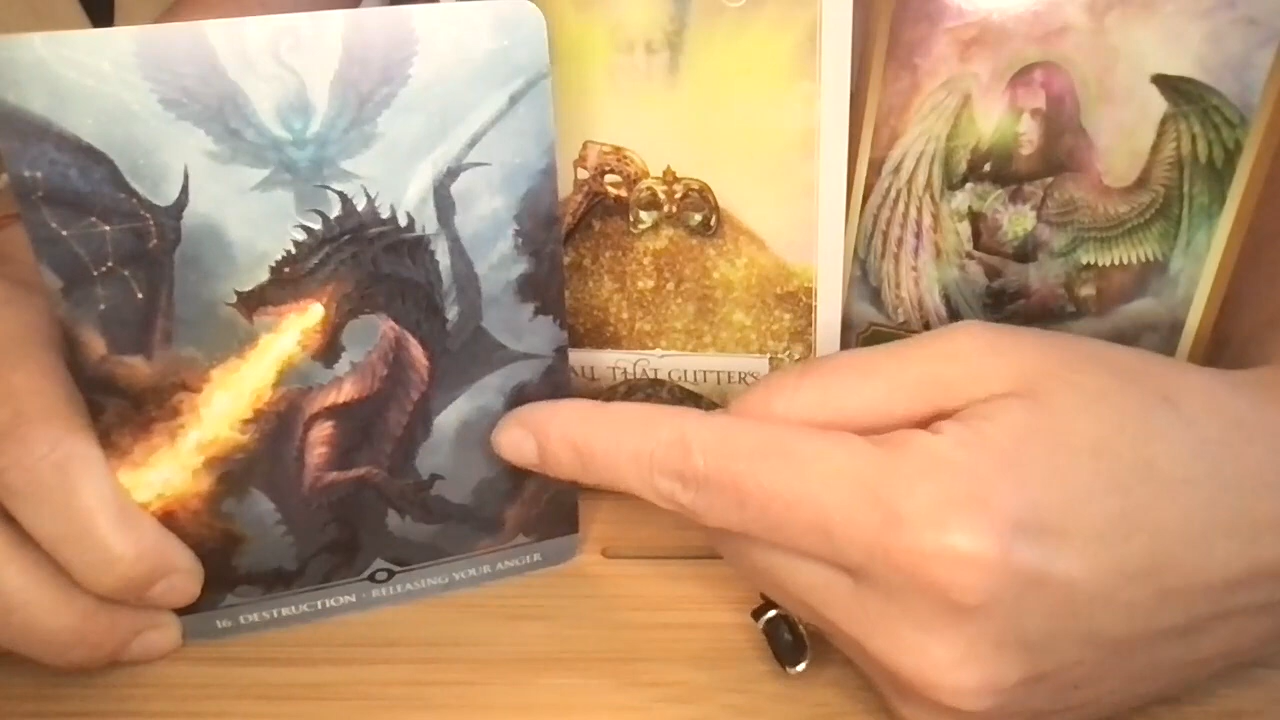 16. DESTRUCTION · RELEASING YOUR ANGER
ALL THAT GLITTERS